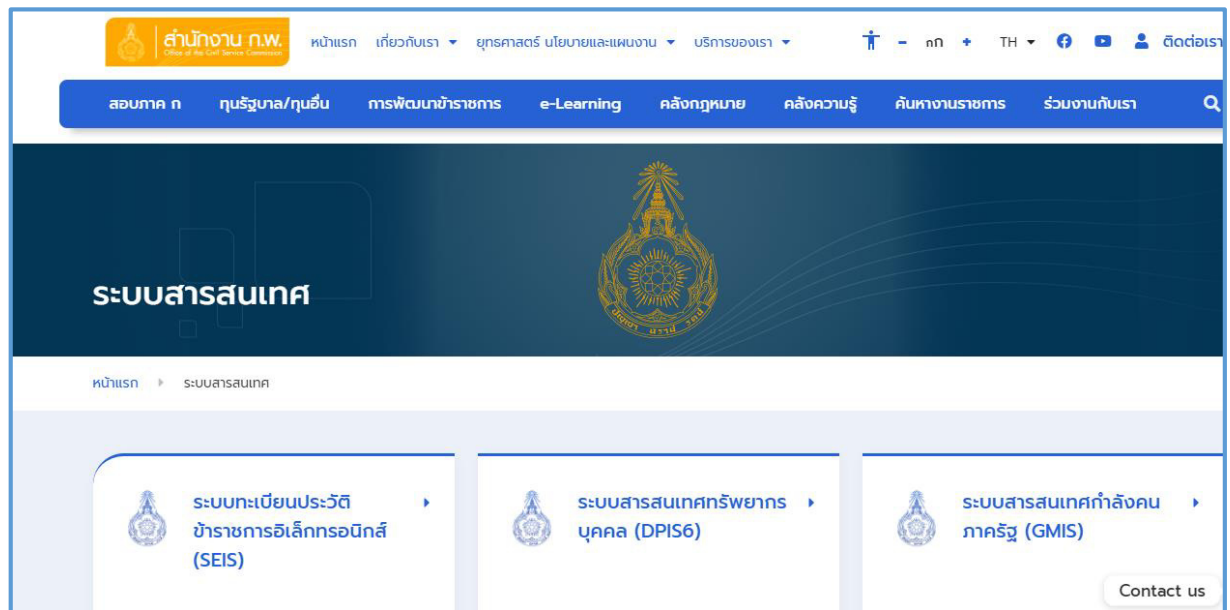 สำนักงาน ก.พ.
Office of the Civil Service Commission
หน้าแรก เกี่ยวกับเรา ยุทธศาสตร์ นโยบายและแผนงาน บริการของเรา - กก + TH ติดต่อเรา
สอบภาค ก ทุนรัฐบาล/ทุนอื่น การพัฒนาข้าราชการ e-Learning คลังกฎหมาย คลังความรู้ ค้นหางานราชการ ร่วมงานกับเรา
ระบบสารสนเทศ
หน้าแรก ระบบสารสนเทศ
ระบบทะเบียนประวัติ
ข้าราชการอิเล็กทรอนิกส์
(SEIS)
ระบบสารสนเทศทรัพยากร
บุคคล (DPIS6)
ระบบสารสนเทศกำลังคน
ภาครัฐ (GMIS)
Contact us